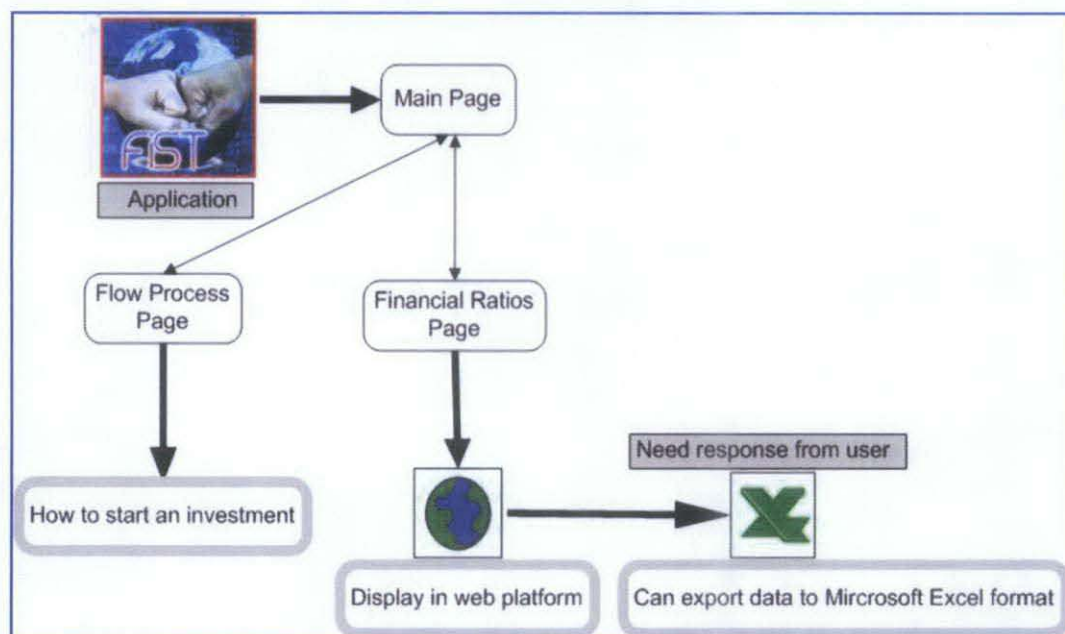 FIST
Application
Main Page
Flow Process
Page
Financial Ratios
Page
How to start an investment
Need response from user
Display in web platform
Can export data to Mircrosoft Excel format